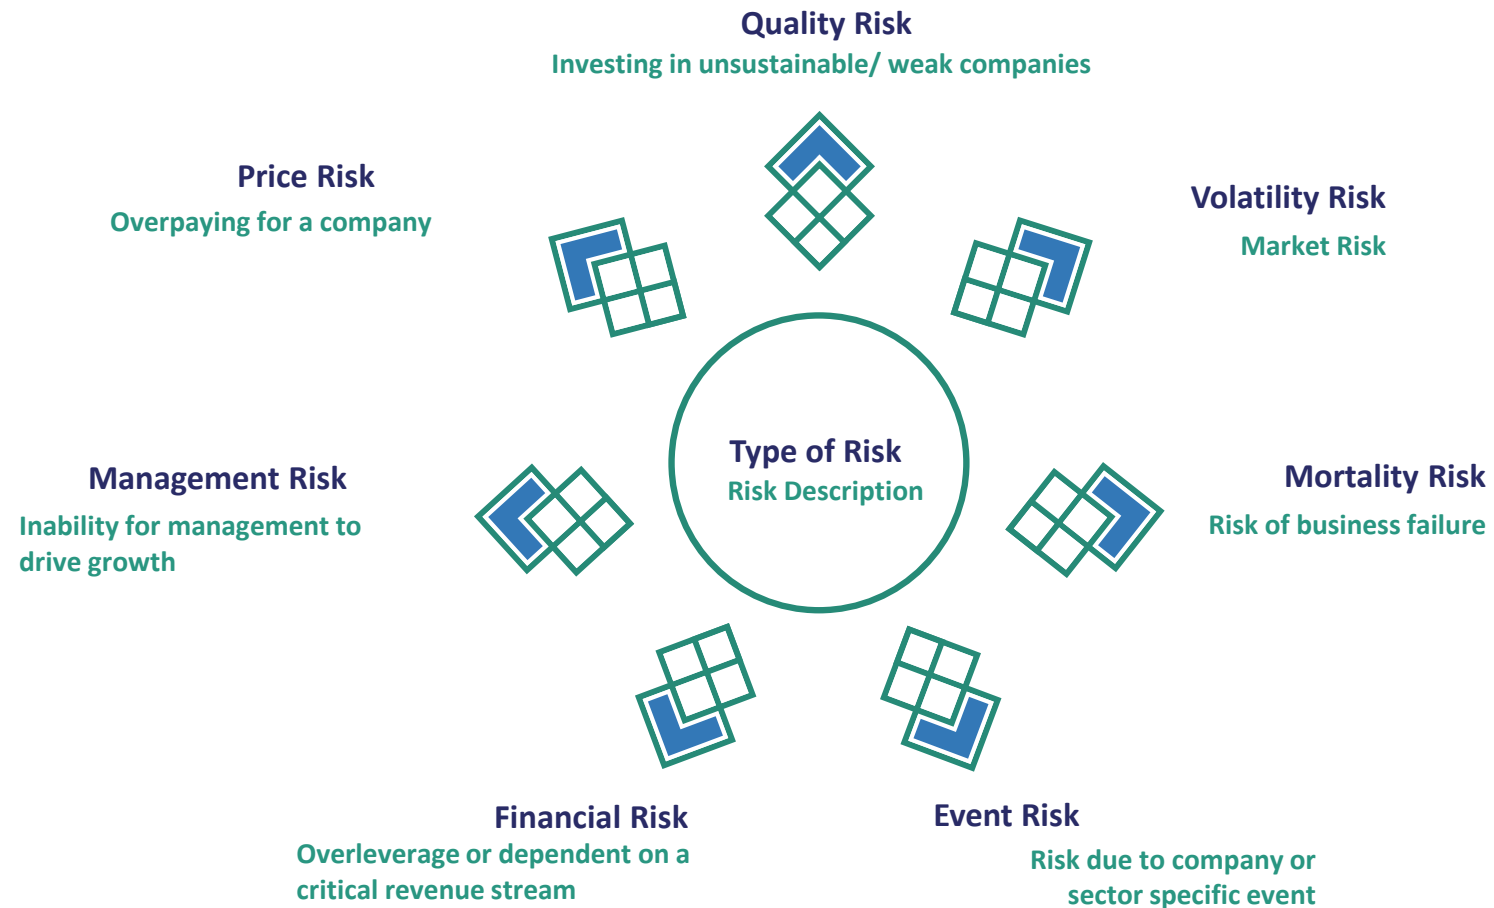 Quality Risk
Investing in unsustainable/ weak companies
Price Risk
Overpaying for a company
Volatility Risk
Market Risk
Type of Risk
Risk Description
Management Risk
Inability for management to
drive growth
Mortality Risk
Risk of business failure
Financial Risk
Overleverage or dependent on a
critical revenue stream
Event Risk
Risk due to company or
sector specific event